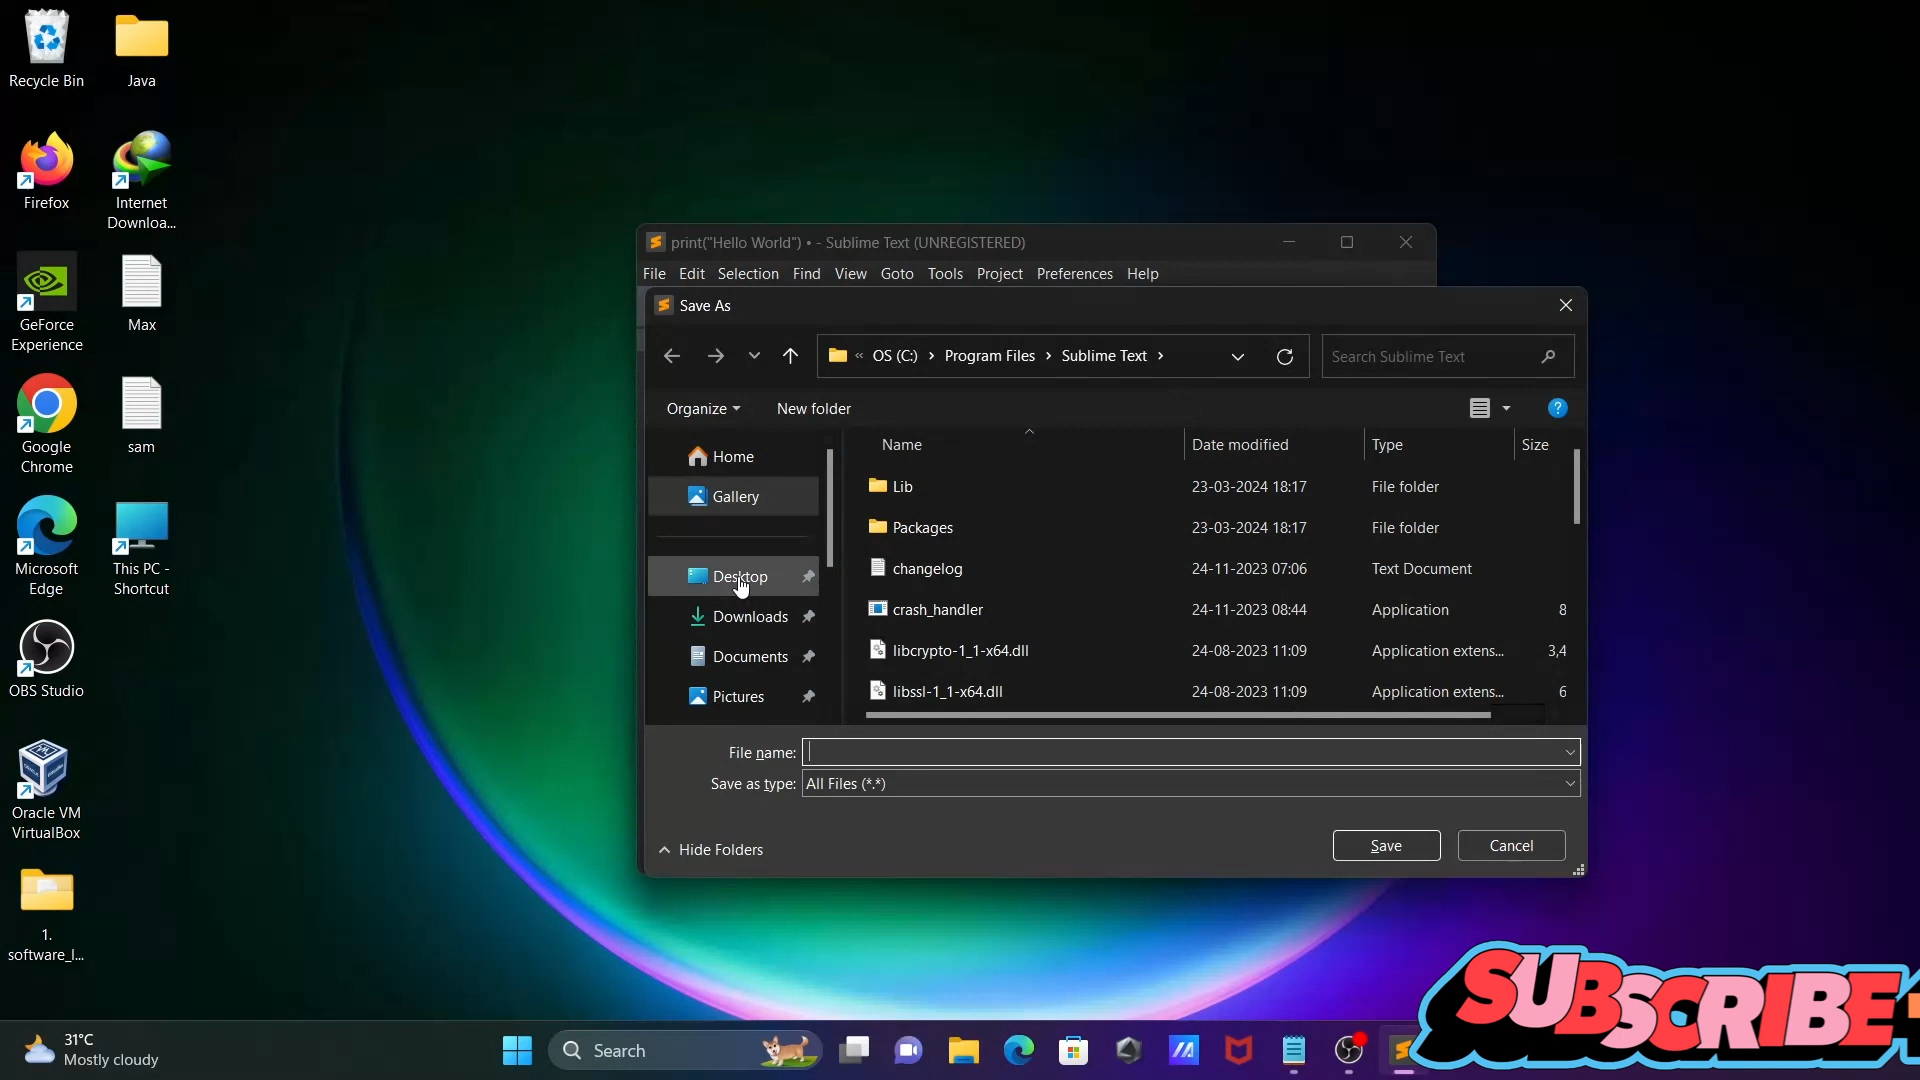 Recycle Bin
Java
Firefox
Internet
Downloa...
GeForce
Experience
Max
Google
Chrome
sam
Microsoft
Edge
This PC -
Shortcut
OBS Studio
Oracle VM
VirtualBox
1.
software_l...
print("Hello World") • - Sublime Text (UNREGISTERED)
File Edit Selection Find View Goto Tools Project Preferences Help
Save As
« OS (C:) › Program Files › Sublime Text ›
Search Sublime Text
Organize New folder
Home
Gallery
Desktop
Downloads
Documents
Pictures
Name Date modified Type Size
Lib 23-03-2024 18:17 File folder
Packages 23-03-2024 18:17 File folder
changelog 24-11-2023 07:06 Text Document
crash_handler 24-11-2023 08:44 Application 8
libcrypto-1_1-x64.dll 24-08-2023 11:09 Application extens... 3,4
libssl-1_1-x64.dll 24-08-2023 11:09 Application extens... 6
File name:
Save as type: All Files (*.*)
Hide Folders
Save Cancel
SUBSCRIBE
31°C
Mostly cloudy
Search